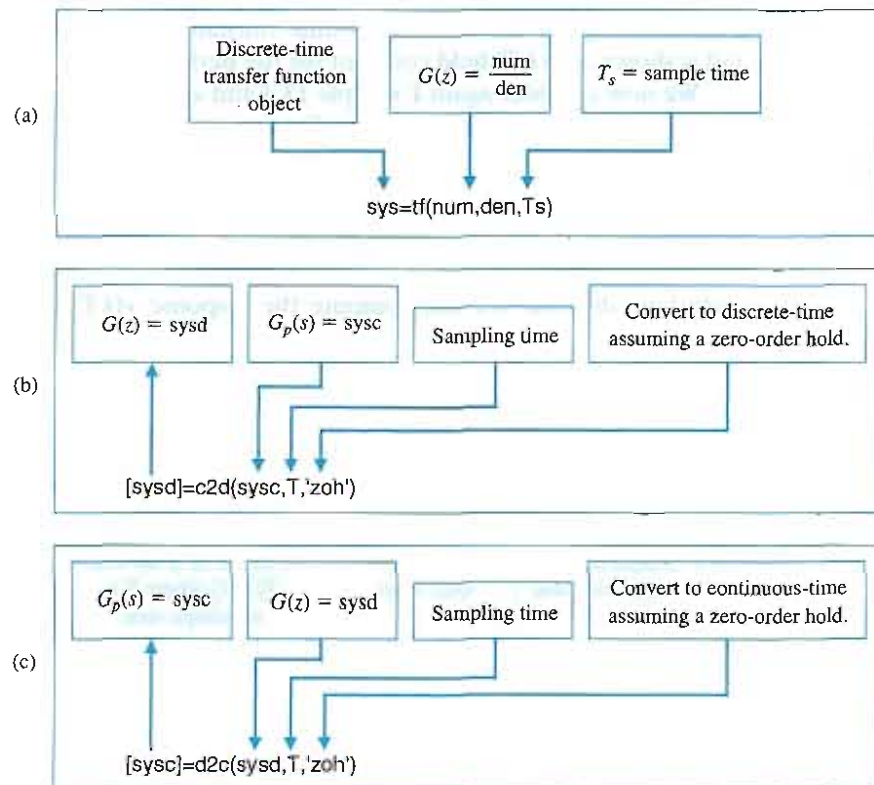 (a)
Discrete-time
transfer function
object
G(z) = num
den
T_s = sample time
sys=tf(num,den,Ts)
(b)
G(z) = sysd
G_p(s) = sysc
Sampling time
Convert to discrete-time
assuming a zero-order hold.
[sysd]=c2d(sysc,T,'zoh')
(c)
G_p(s) = sysc
G(z) = sysd
Sampling time
Convert to continuous-time
assuming a zero-order hold.
[sysc]=d2c(sysd,T,'zoh')